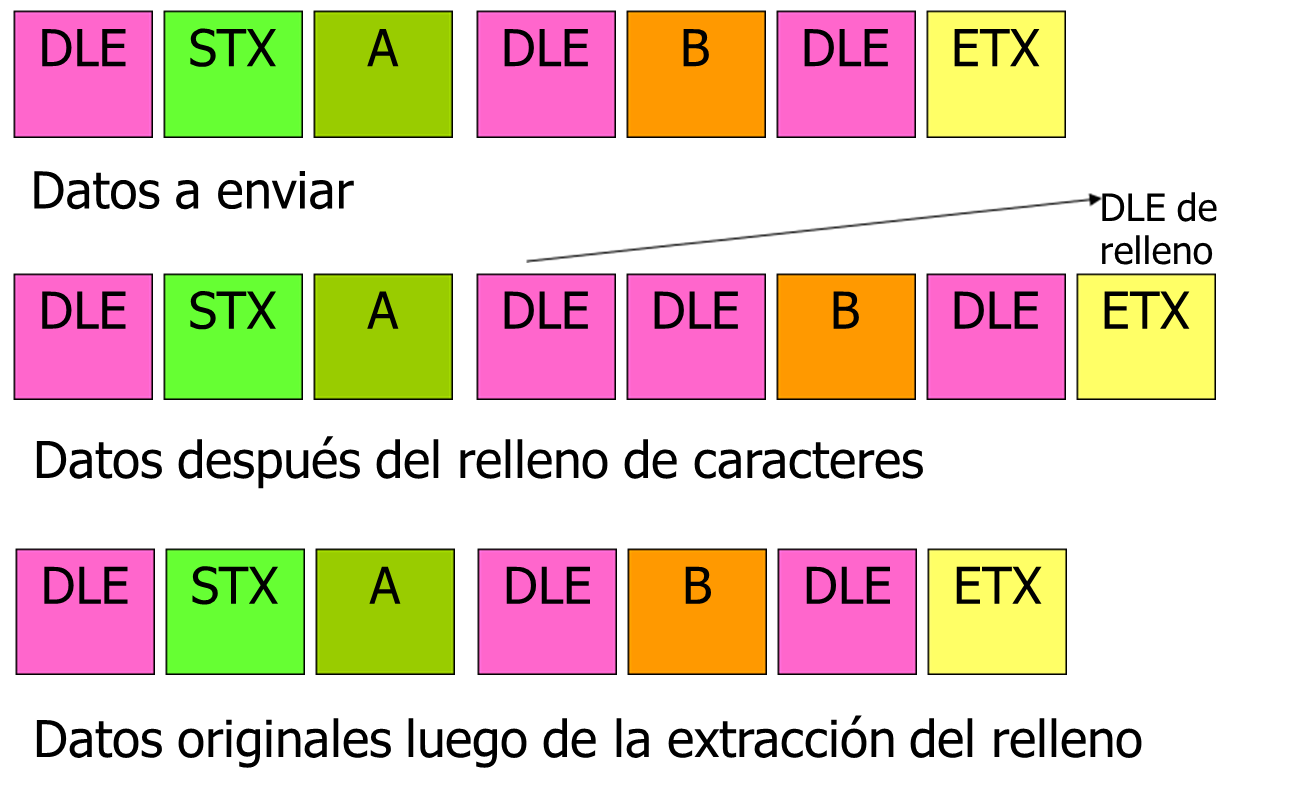 DLE STX A DLE B DLE ETX
Datos a enviar
DLE de
relleno
DLE STX A DLE DLE B DLE ETX
Datos después del relleno de caracteres
DLE STX A DLE B DLE ETX
Datos originales luego de la extracción del relleno